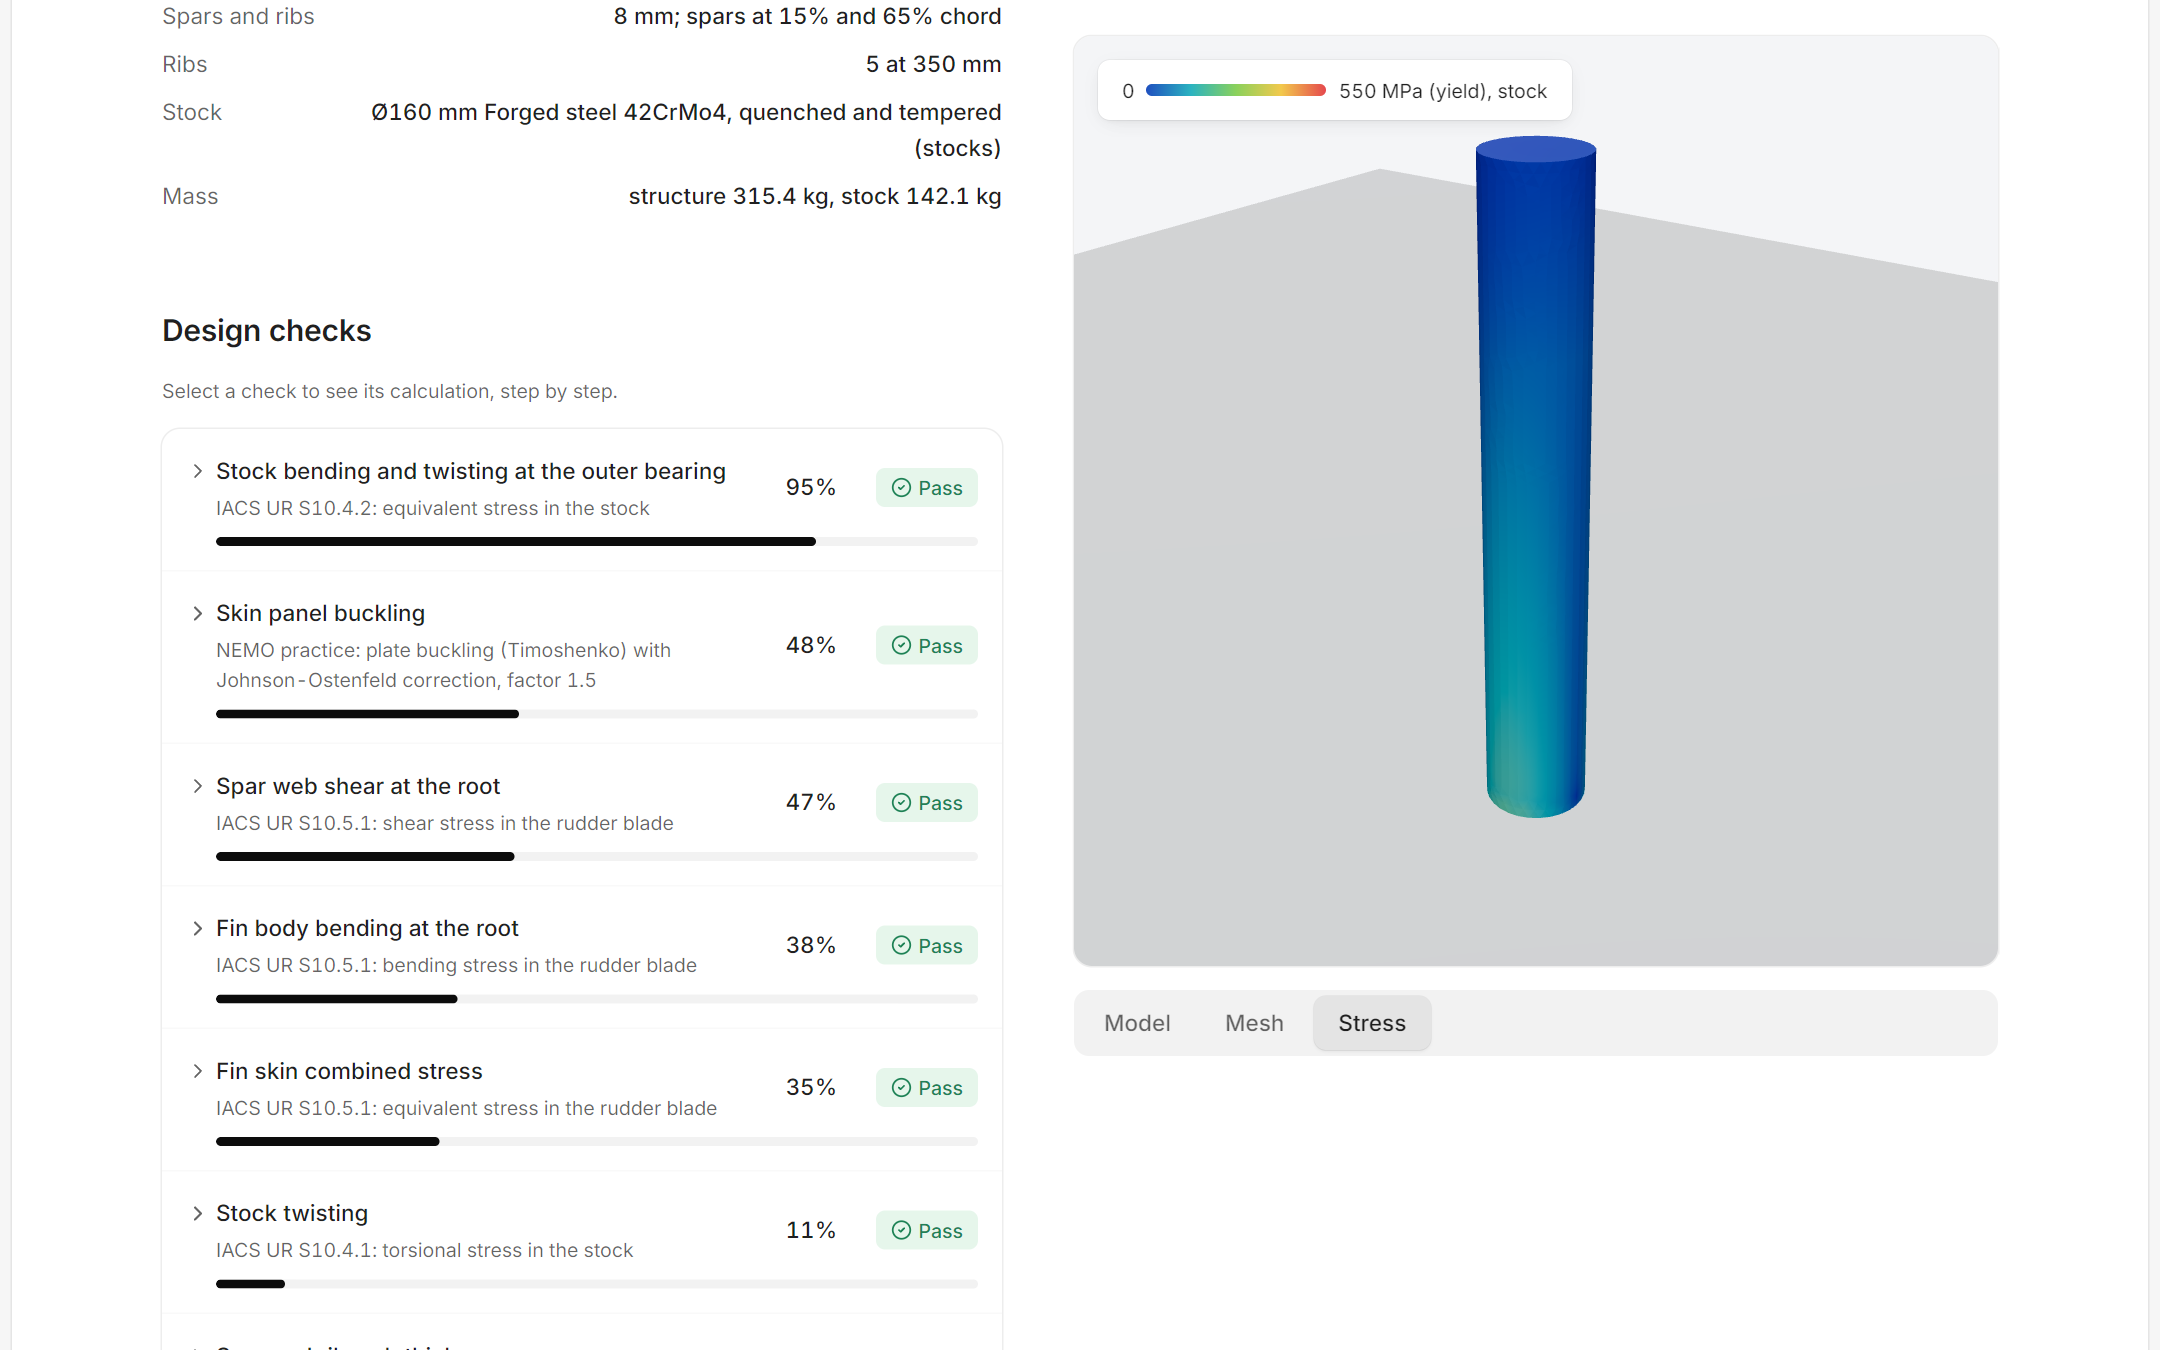 Spars and ribs
8 mm; spars at 15% and 65% chord
Ribs
5 at 350 mm
Stock
Ø160 mm Forged steel 42CrMo4, quenched and tempered
(stocks)
Mass
structure 315.4 kg, stock 142.1 kg
Design checks
Select a check to see its calculation, step by step.
Stock bending and twisting at the outer bearing
IACS UR S10.4.2: equivalent stress in the stock
95%
Pass
Skin panel buckling
NEMO practice: plate buckling (Timoshenko) with
Johnson-Ostenfeld correction, factor 1.5
48%
Pass
Spar web shear at the root
IACS UR S10.5.1: shear stress in the rudder blade
47%
Pass
Fin body bending at the root
IACS UR S10.5.1: bending stress in the rudder blade
38%
Pass
Fin skin combined stress
IACS UR S10.5.1: equivalent stress in the rudder blade
35%
Pass
Stock twisting
IACS UR S10.4.1: torsional stress in the stock
11%
Pass
0
550 MPa (yield), stock
Model
Mesh
Stress